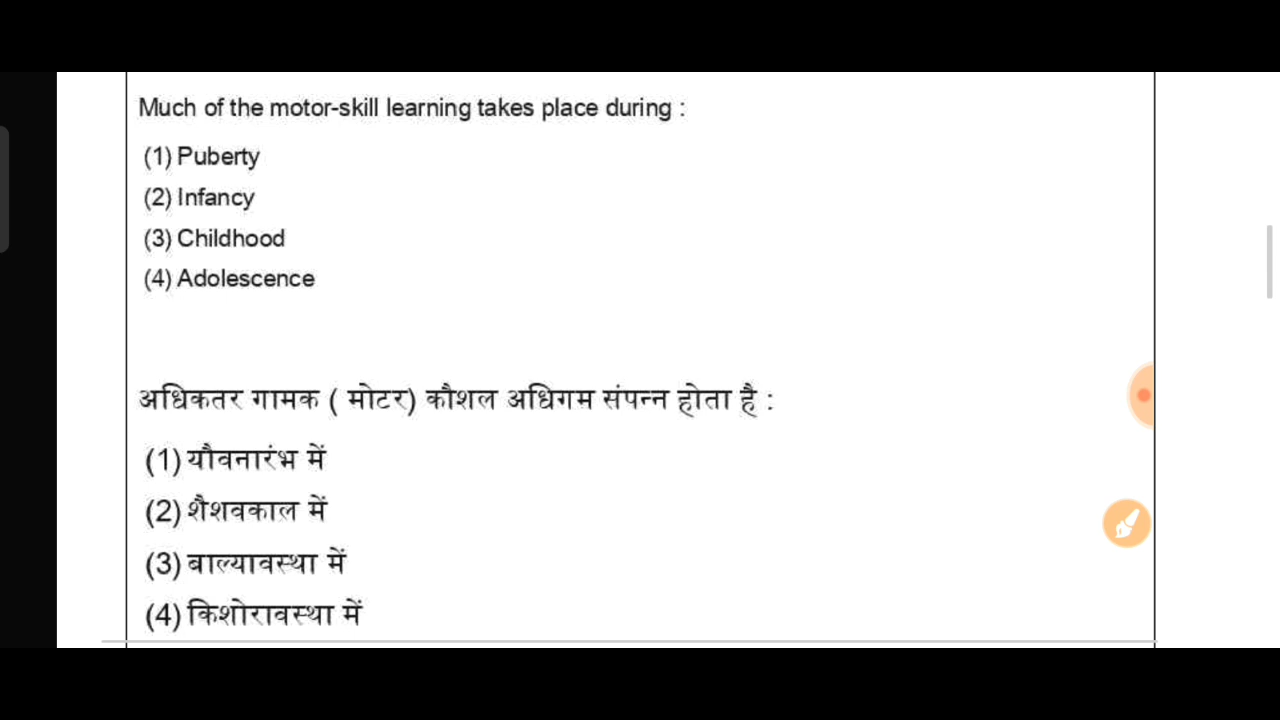 Much of the motor-skill learning takes place during :
(1) Puberty
(2) Infancy
(3) Childhood
(4) Adolescence
अधिकतर गामक ( मोटर) कौशल अधिगम संपन्न होता है :
(1) यौवनारंभ में
(2) शैशवकाल में
(3) बाल्यावस्था में
(4) किशोरावस्था में